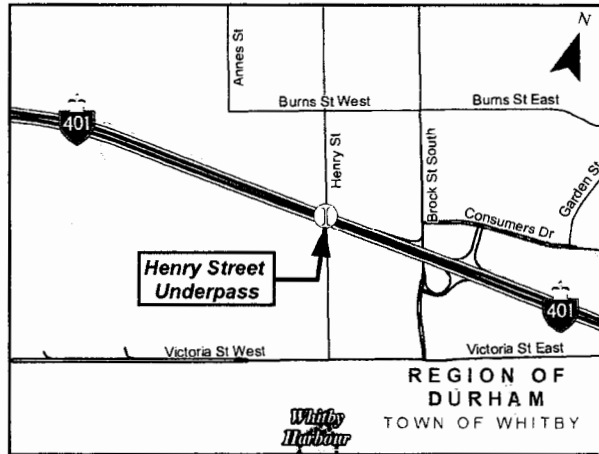 N
Annes St
Burns St West
Burns St East
401
Henry St
Brock St South
Garden St
Consumers Dr
Henry Street
Underpass
401
Victoria St West
Victoria St East
REGION OF
DURHAM
TOWN OF WHITBY
Whitby
Harbour